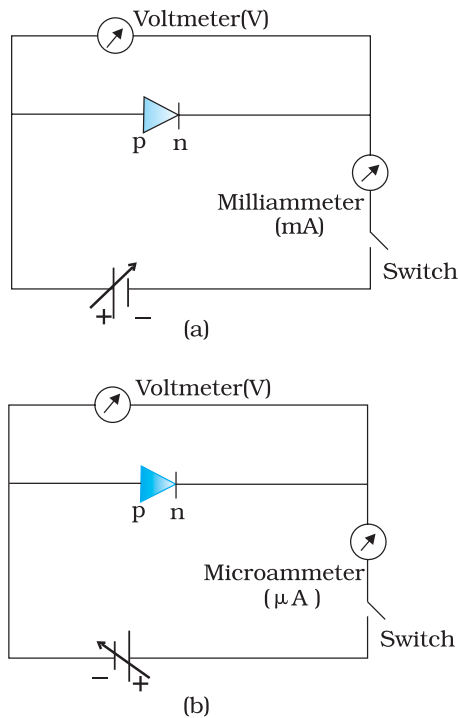 Voltmeter(V)
p n
Milliammeter
(mA)
Switch
+ –
(a)
Voltmeter(V)
p n
Microammeter
(μA)
Switch
– +
(b)